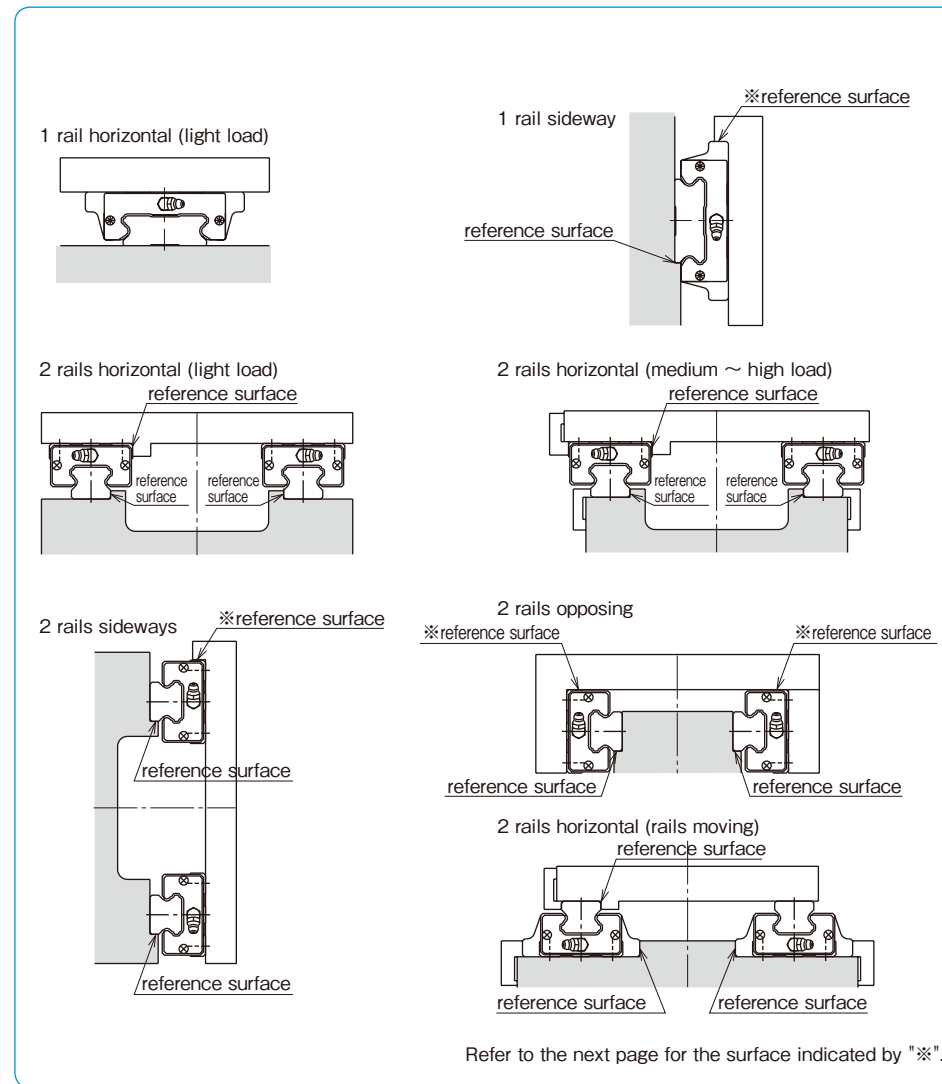 1 rail horizontal (light load)
1 rail sideway
※reference surface
reference surface
2 rails horizontal (light load)
reference surface
reference
surface
reference
surface
2 rails horizontal (medium ～ high load)
reference surface
reference
surface
reference
surface
2 rails sideways
※reference surface
reference surface
reference surface
2 rails opposing
※reference surface
※reference surface
reference surface
reference surface
2 rails horizontal (rails moving)
reference surface
reference surface
reference surface
Refer to the next page for the surface indicated by "※".